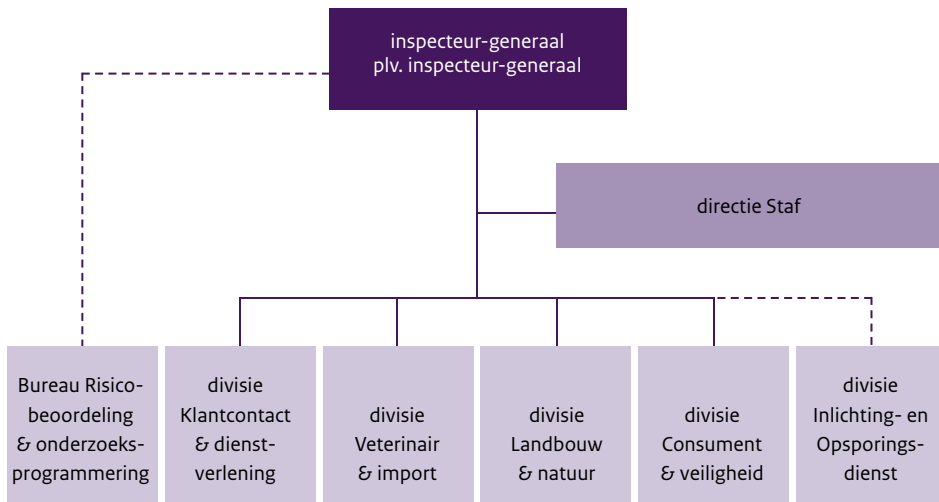 inspecteur-generaal
plv. inspecteur-generaal
directie Staf
Bureau Risico-
beoordeling
& onderzoeks-
programmering
divisie
Klantcontact
& dienst-
verlening
divisie
Veterinair
& import
divisie
Landbouw
& natuur
divisie
Consument
& veiligheid
divisie
Inlichting- en
Opsporings-
dienst